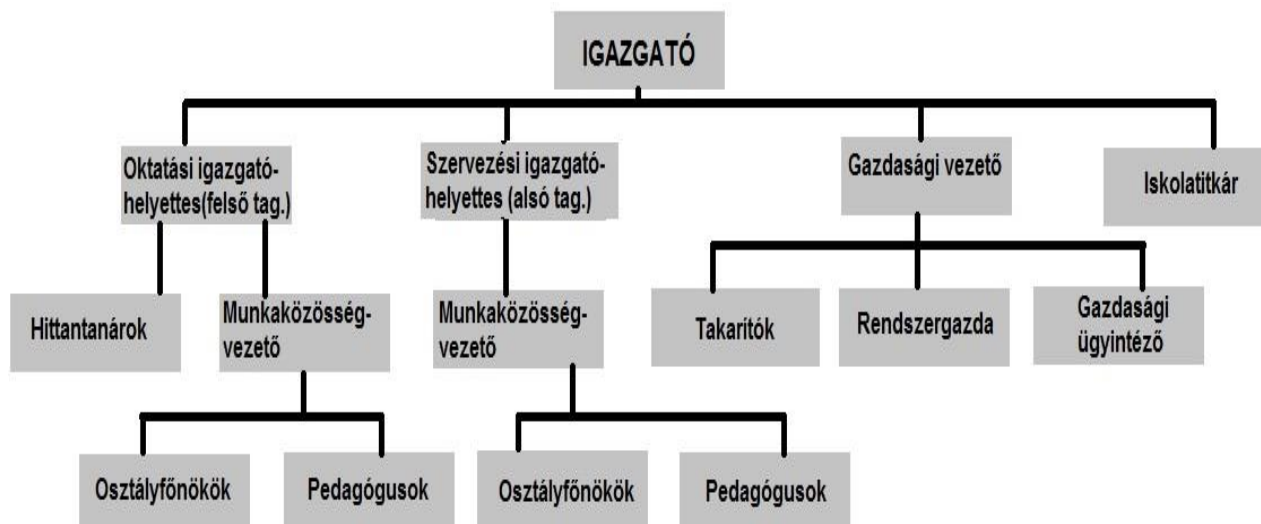 IGAZGATÓ
Oktatási igazgató-
helyettes(felső tag.)
Szervezési igazgató-
helyettes (alsó tag.)
Gazdasági vezető
Iskolatitkár
Hittantanárok
Munkaközösség-
vezető
Munkaközösség-
vezető
Takarítók
Rendszergazda
Gazdasági
ügyintéző
Osztályfőnökök
Pedagógusok
Osztályfőnökök
Pedagógusok